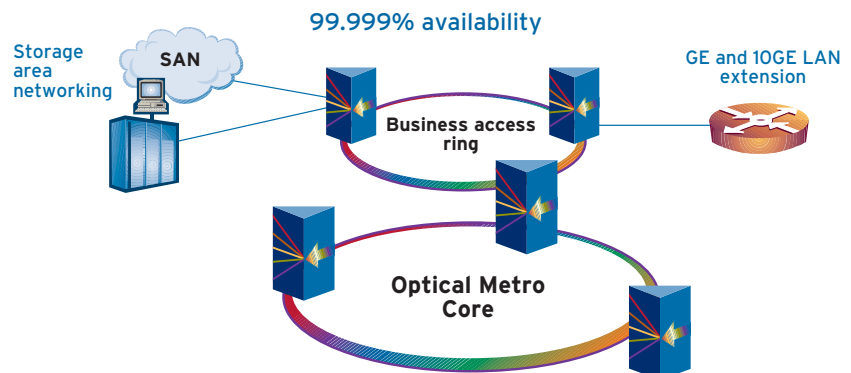 99.999% availability
Storage
area
networking
SAN
GE and 10GE LAN
extension
Business access
ring
Optical Metro
Core